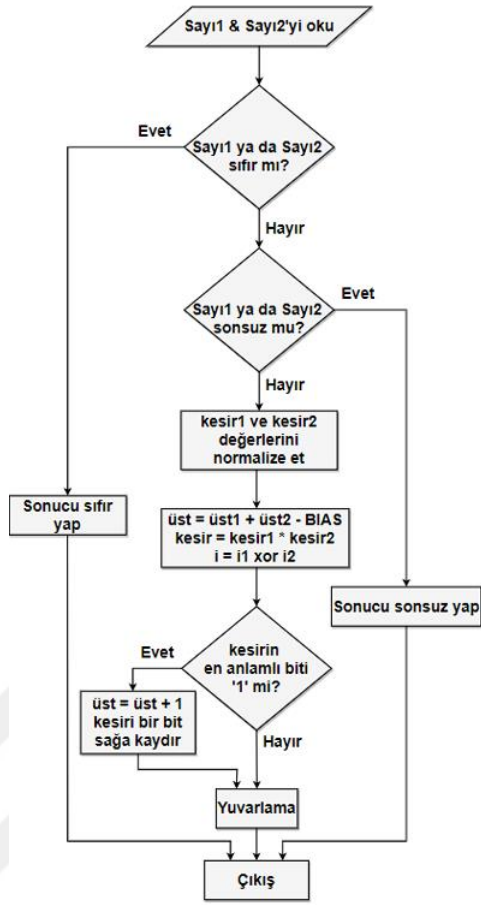 Sayı1 & Sayı2'yi oku
Evet
Sayı1 ya da Sayı2
sıfır mı?
Hayır
Evet
Sayı1 ya da Sayı2
sonsuz mu?
Hayır
kesir1 ve kesir2
değerlerini
normalize et
Sonucu sıfır
yap
üst = üst1 + üst2 - BIAS
kesir = kesir1 * kesir2
i = i1 xor i2
Sonucu sonsuz yap
Evet
kesirin
en anlamlı biti
'1' mi?
üst = üst + 1
kesiri bir bit
sağa kaydır
Hayır
Yuvarlama
Çıkış